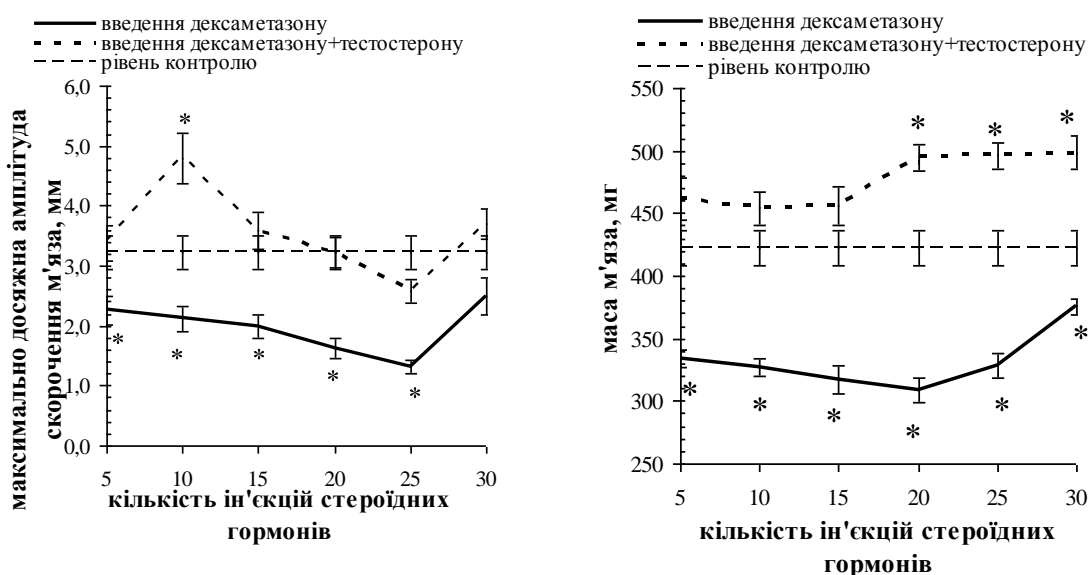 введення дексаметазону
введення дексаметазону+тестостерону
рівень контролю
максимально досяжна амплітуда
скорочення м'яза, мм
6,0
5,0
4,0
3,0
2,0
1,0
0,0
*
* * * * *
5 10 15 20 25 30
кількість ін'єкцій стероїдних
гормонів
введення дексаметазону
введення дексаметазону+тестостерону
рівень контролю
маса м'яза, мг
550
500
450
400
350
300
250
* * *
* * * * * *
5 10 15 20 25 30
кількість ін'єкцій стероїдних
гормонів